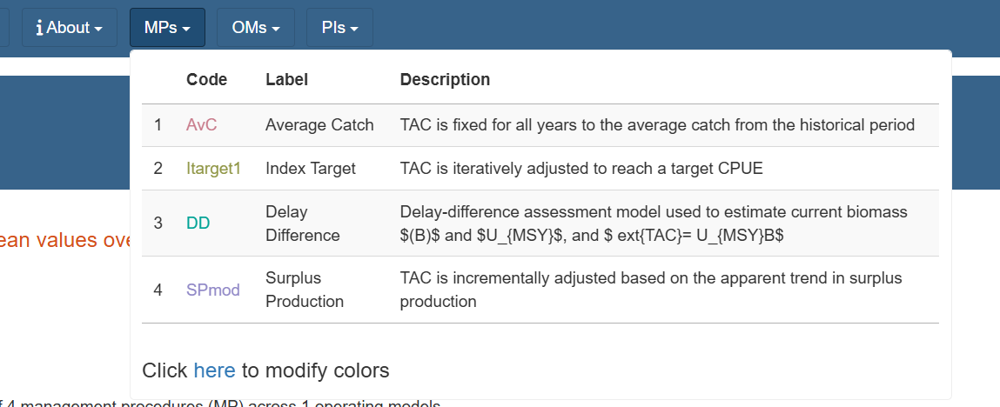 About
MPs
OMs
PIs
Code Label Description
1 AvC Average Catch TAC is fixed for all years to the average catch from the historical period
2 Itarget1 Index Target TAC is iteratively adjusted to reach a target CPUE
3 DD Delay Difference Delay-difference assessment model used to estimate current biomass
$(B)$ and $U_{MSY}$, and $ ext{TAC}= U_{MSY}B$
4 SPmod Surplus Production TAC is incrementally adjusted based on the apparent trend in surplus
production
ean values ove
Click here to modify colors
f 4 management procedures (MP) across 1 operating models